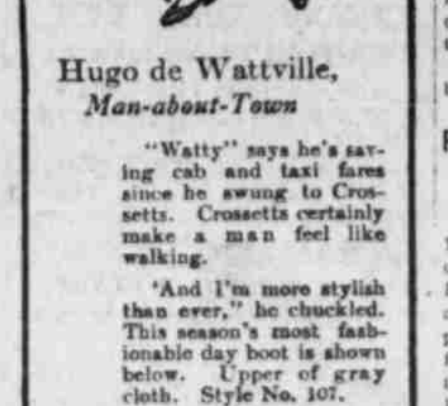 Hugo de Wattville,
Man-about-Town
"Watty" says he's sav-
ing cab and taxi fares
since he swung to Cros-
setts. Crossetts certainly
make a man feel like
walking.
'And I'm more stylish
than ever," he chuckled.
This season's most fash-
ionable day boot is shown
below. Upper of gray
cloth. Style No. 107.